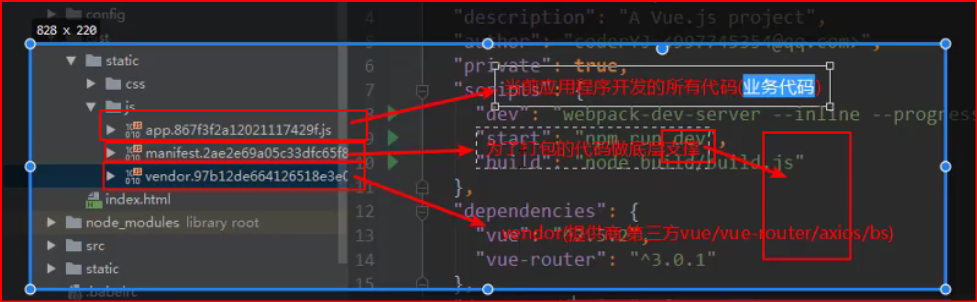 828 x 220
config
static
css
js
app.867f3f2a12021117429f.js
manifest.2ae2e69a05c33dfc65f8
vendor.97b12de664126518e3e0
index.html
node_modules library root
src
static
.babelrc
4 "description": "A Vue.js project",
"author": "coderYJ <997745354@qq.com>",
6 "private": true,
7 "scripts": {
当前应用程序开发的所有代码(业务代码)
8 "dev": "webpack-dev-server --inline --progress
9 "start": "npm run dev",
为了打包的代码做底层支撑
10 "build": "node build/build.js"
11 },
12 "dependencies": {
vendor(提供商:第三方vue/vue-router/axios/bs)
13 "vue": "^2.5.2",
14 "vue-router": "^3.0.1"
15 },